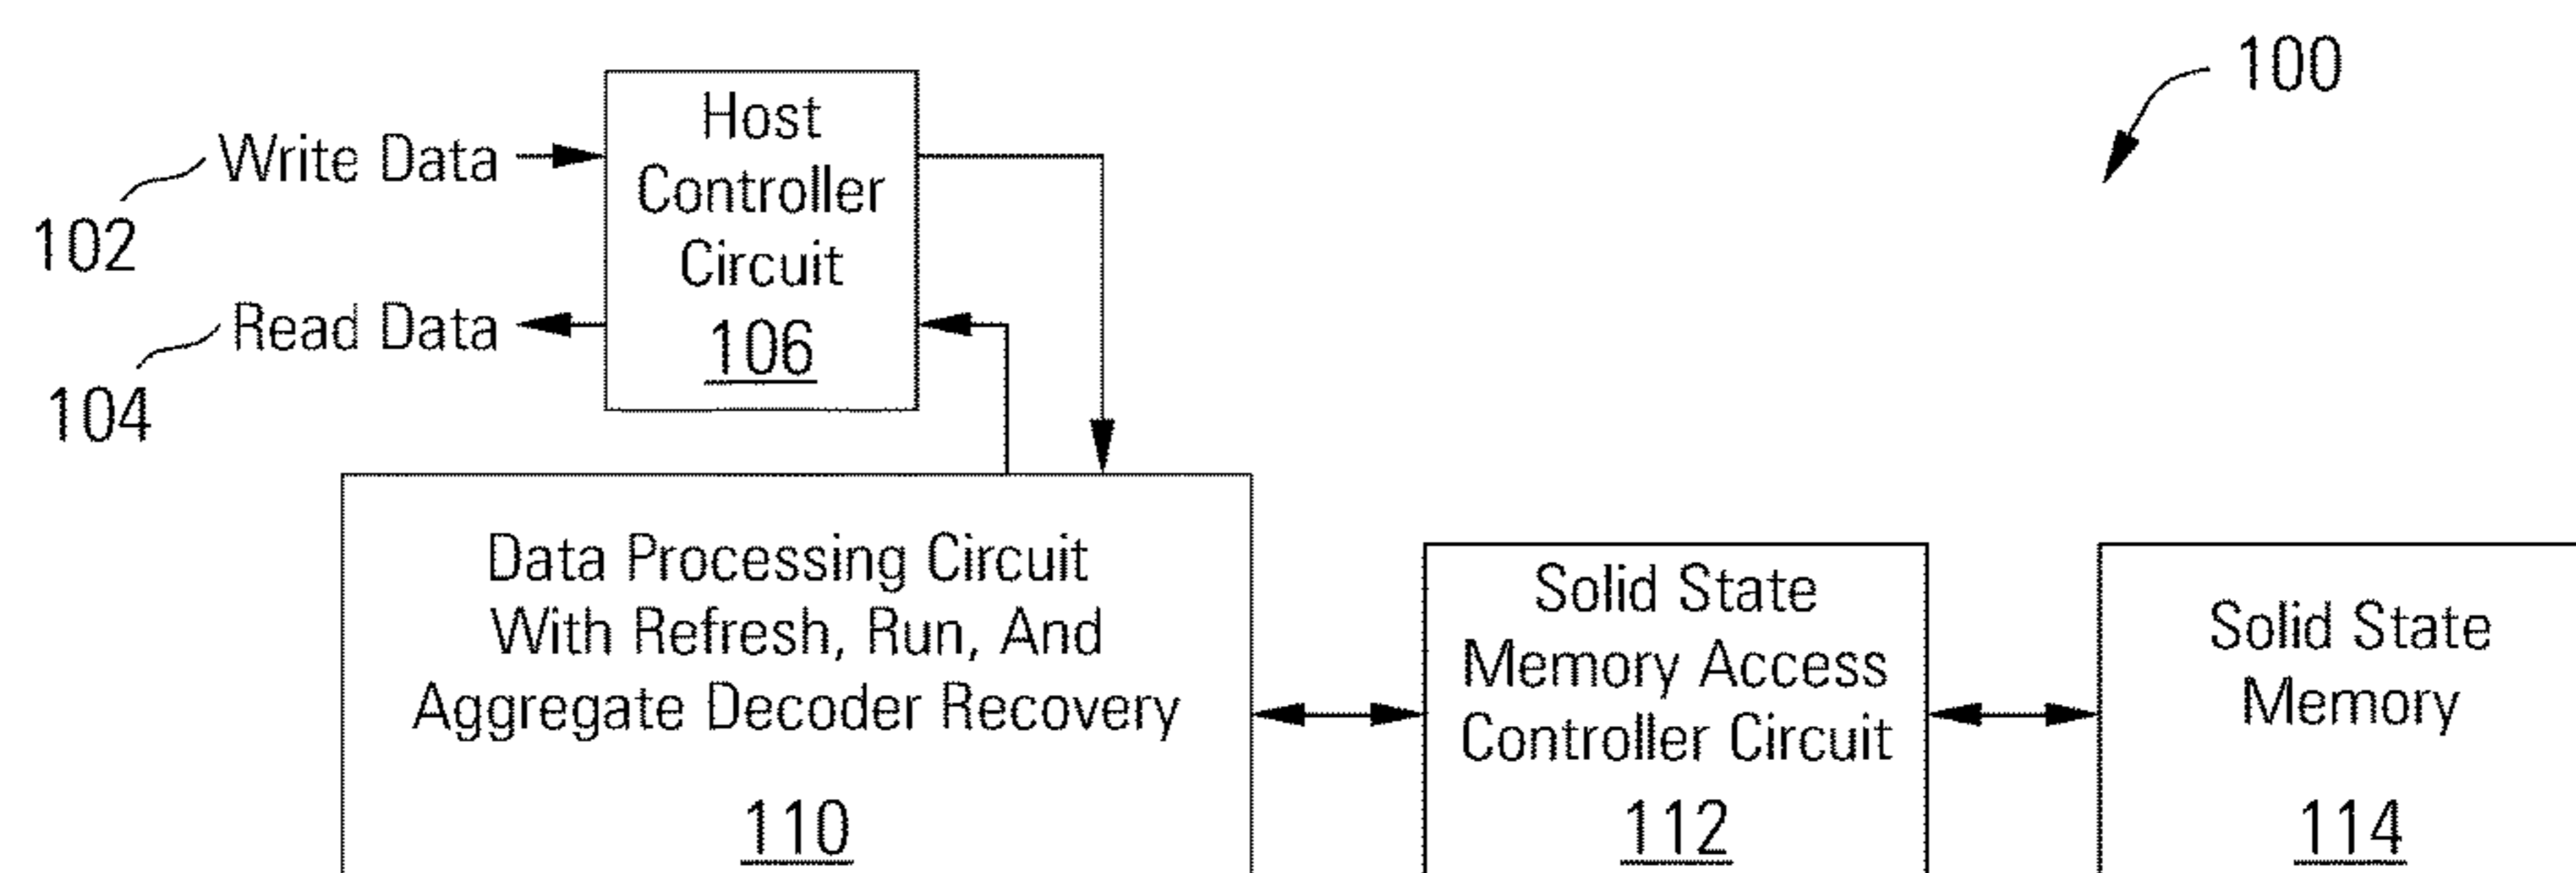 100
Write Data
102
Read Data
104
Host
Controller
Circuit
106
Data Processing Circuit
With Refresh, Run, And
Aggregate Decoder Recovery
110
Solid State
Memory Access
Controller Circuit
112
Solid State
Memory
114